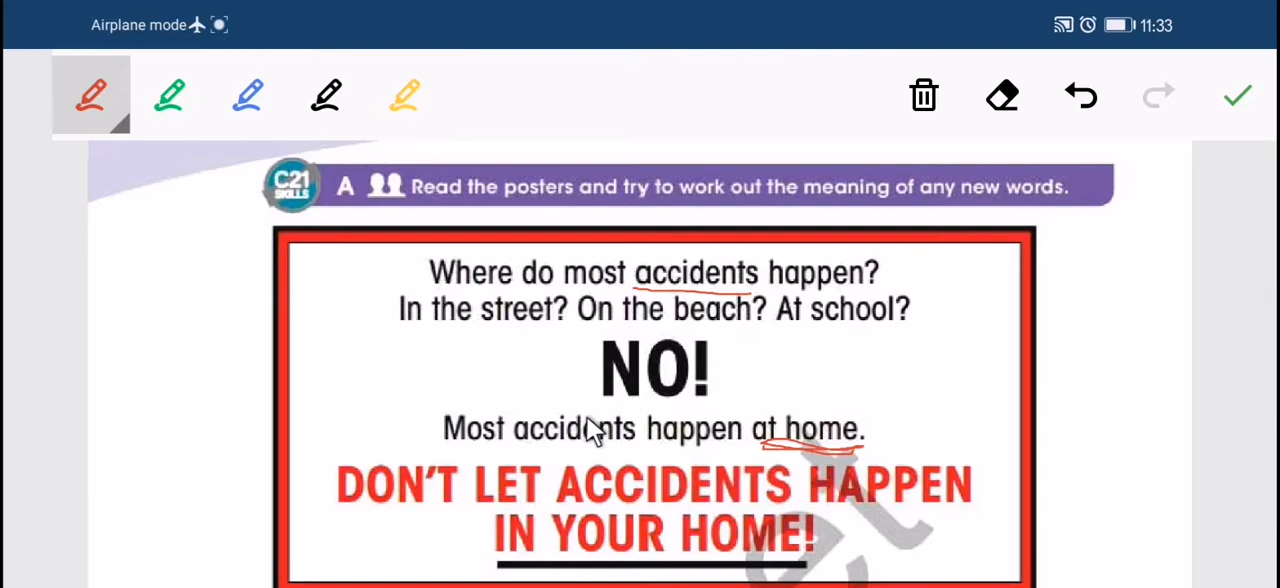 Airplane mode 11:33
C21 SKILLS A Read the posters and try to work out the meaning of any new words.
Where do most accidents happen?
In the street? On the beach? At school?
NO!
Most accidents happen at home.
DON'T LET ACCIDENTS HAPPEN
IN YOUR HOME!
et